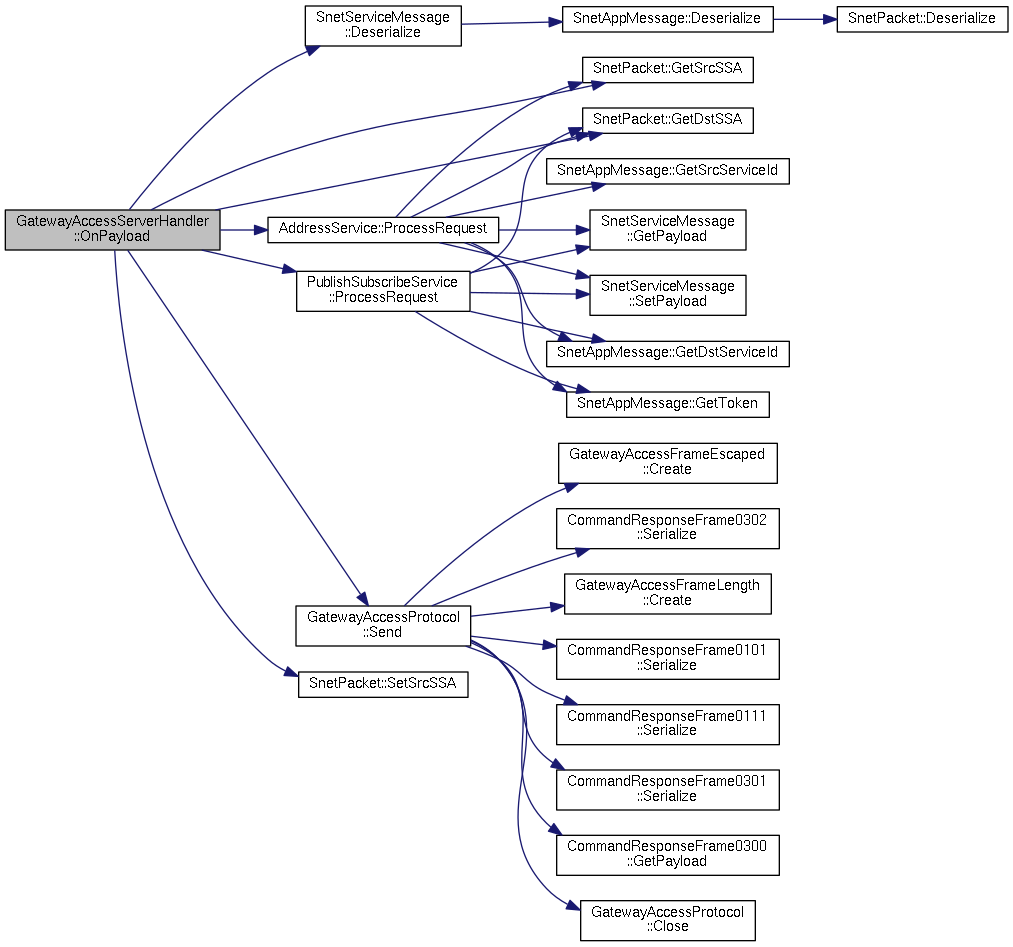 SnetServiceMessage
::Deserialize
SnetAppMessage::Deserialize
SnetPacket::Deserialize
SnetPacket::GetSrcSSA
SnetPacket::GetDstSSA
SnetAppMessage::GetSrcServiceId
GatewayAccessServerHandler
::OnPayload
AddressService::ProcessRequest
SnetServiceMessage
::GetPayload
PublishSubscribeService
::ProcessRequest
SnetServiceMessage
::SetPayload
SnetAppMessage::GetDstServiceId
SnetAppMessage::GetToken
GatewayAccessFrameEscaped
::Create
CommandResponseFrame0302
::Serialize
GatewayAccessFrameLength
::Create
GatewayAccessProtocol
::Send
CommandResponseFrame0101
::Serialize
SnetPacket::SetSrcSSA
CommandResponseFrame0111
::Serialize
CommandResponseFrame0301
::Serialize
CommandResponseFrame0300
::GetPayload
GatewayAccessProtocol
::Close